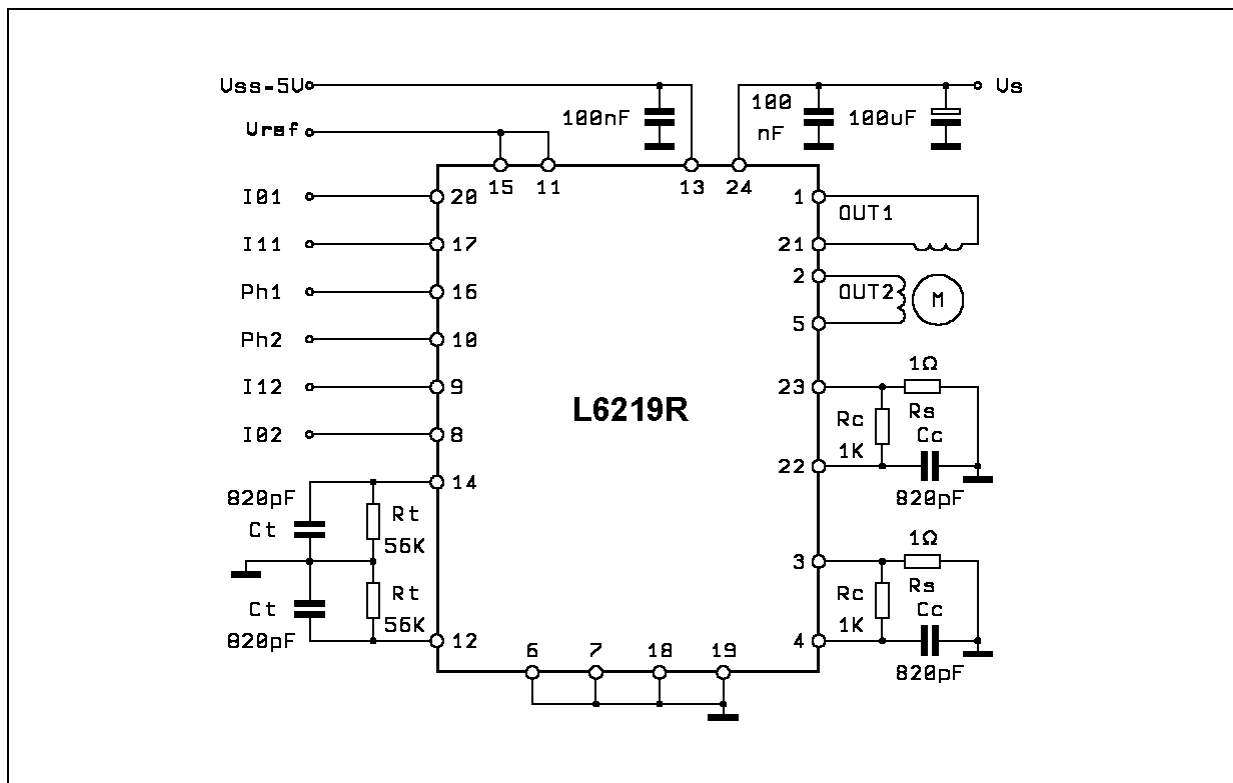 Vss-5V
Vs
100nF
100
nF
100uF
Vref
15
11
13
24
I01
20
1
OUT1
I11
17
21
Ph1
16
2
OUT2
M
Ph2
10
5
I12
9
23
1Ω
L6219R
Rc
Rs
I02
8
1K
Cc
22
820pF
14
820pF
Ct
Rt
56K
3
1Ω
Rc
Rs
Ct
Rt
1K
Cc
56K
820pF
12
4
820pF
6
7
18
19